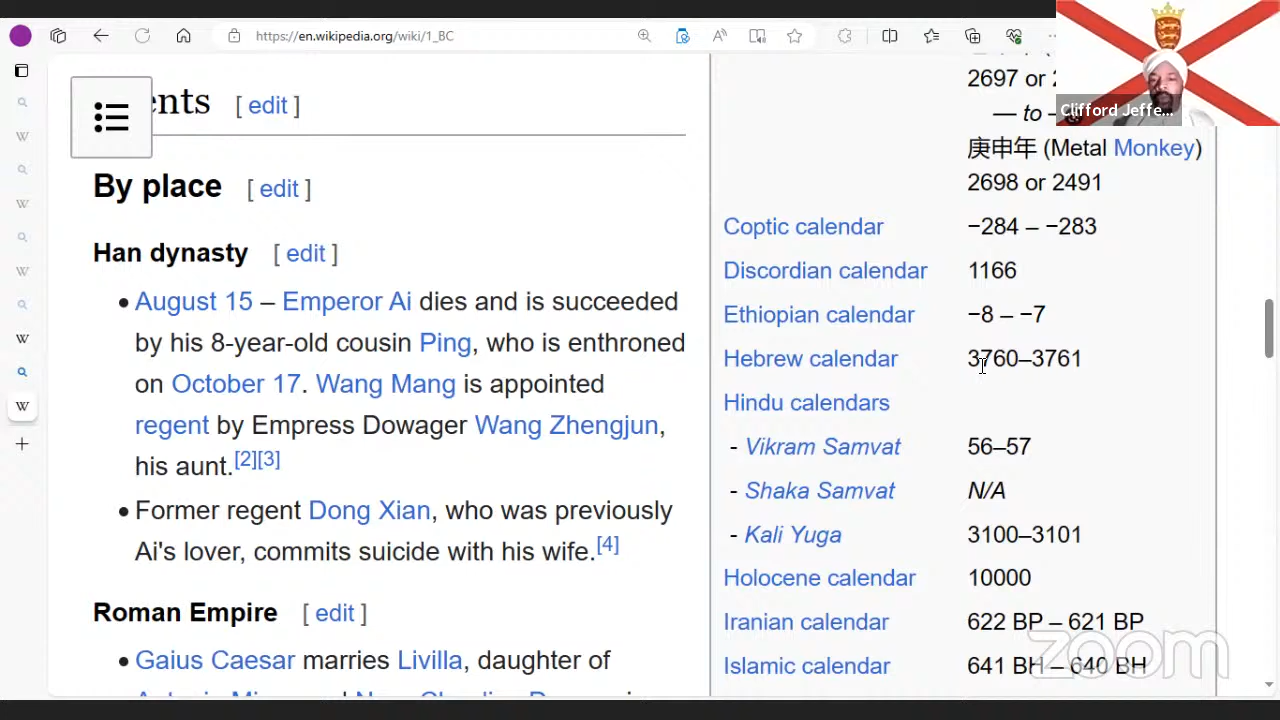 https://en.wikipedia.org/wiki/1_BC
ents [ edit ]
By place [ edit ]
Han dynasty [ edit ]
• August 15 – Emperor Ai dies and is succeeded
by his 8-year-old cousin Ping, who is enthroned
on October 17. Wang Mang is appointed
regent by Empress Dowager Wang Zhengjun,
his aunt.[2][3]
• Former regent Dong Xian, who was previously
Ai's lover, commits suicide with his wife.[4]
Roman Empire [ edit ]
• Gaius Caesar marries Livilla, daughter of
2697 or
— to
庚申年 (Metal Monkey)
2698 or 2491
Coptic calendar −284 – −283
Discordian calendar 1166
Ethiopian calendar −8 – −7
Hebrew calendar 3760–3761
Hindu calendars
- Vikram Samvat 56–57
- Shaka Samvat N/A
- Kali Yuga 3100–3101
Holocene calendar 10000
Iranian calendar 622 BP – 621 BP
Islamic calendar 641 BH – 640 BH
Clifford Jeffe...
zoom